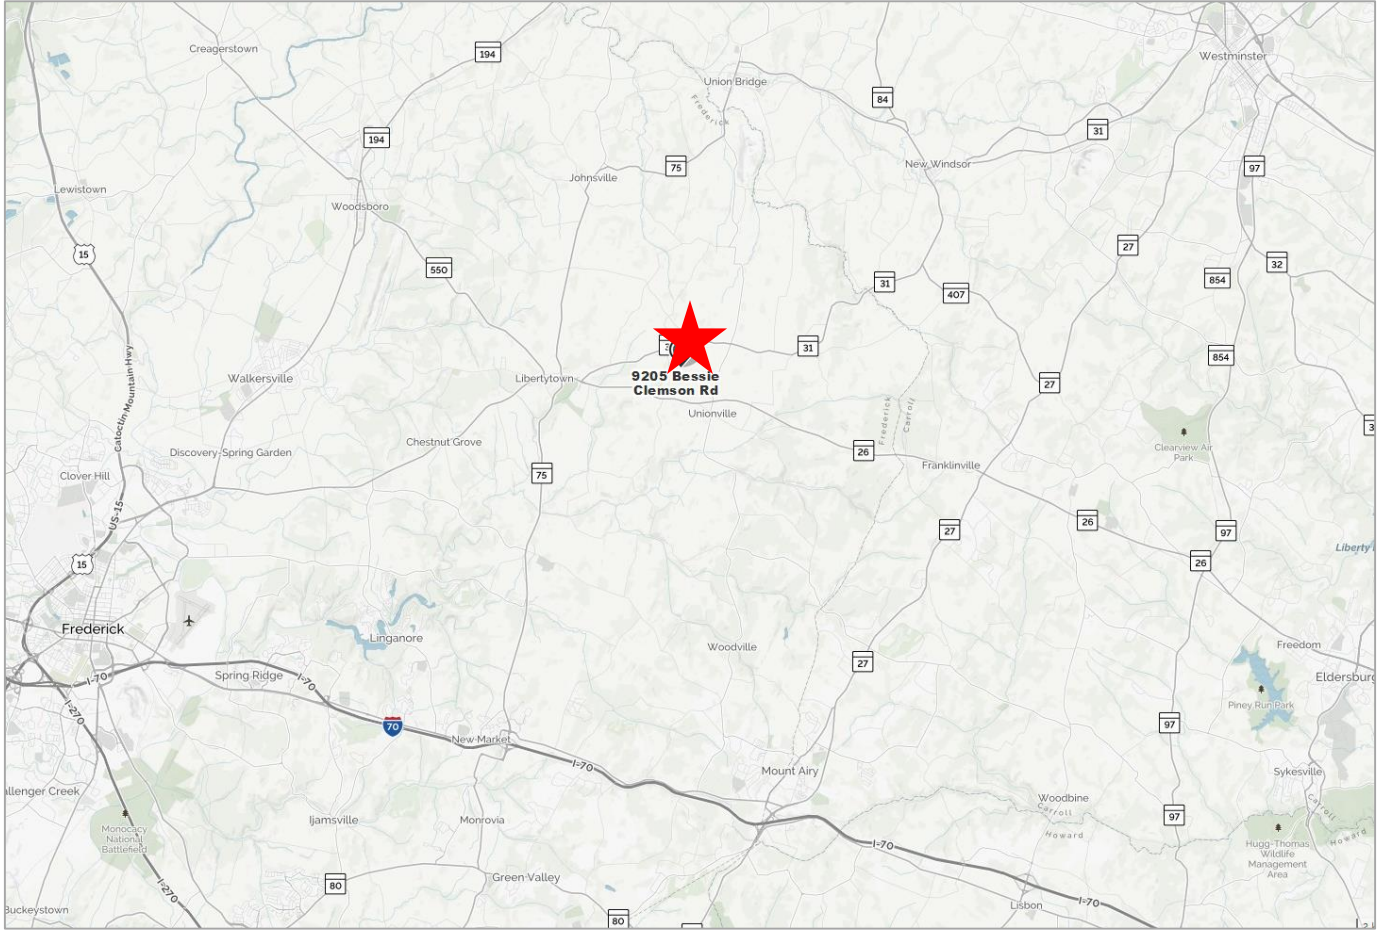 Creagerstown
194
Westminster
Union Bridge
84
Frederick
31
194
75
New Windsor
97
Johnsville
Lewistown
Woodsboro
27
15
32
550
854
31
407
31
854
9205 Bessie
Clemson Rd
Walkersville
Libertytown
27
Catoctin Mountain Hwy
Unionville
Frederick
Carroll
Chestnut Grove
Discovery-Spring Garden
26
Clearview Air
Park
Franklinville
Clover Hill
75
US-15
26
27
97
Liberty
15
26
Frederick
Linganore
Woodville
Freedom
27
Spring Ridge
I-70
I-70
Eldersburg
Piney Run Park
I-270
70
97
New Market
I-70
Mount Airy
Sykesville
allenger Creek
Woodbine
Carroll
Howard
Carroll
Howard
Ijamsville
Monrovia
97
Monocacy
National
Battlefield
I-70
Hugg-Thomas
Wildlife
Management
Area
Green Valley
80
I-270
Lisbon
I-70
Buckeystown
80